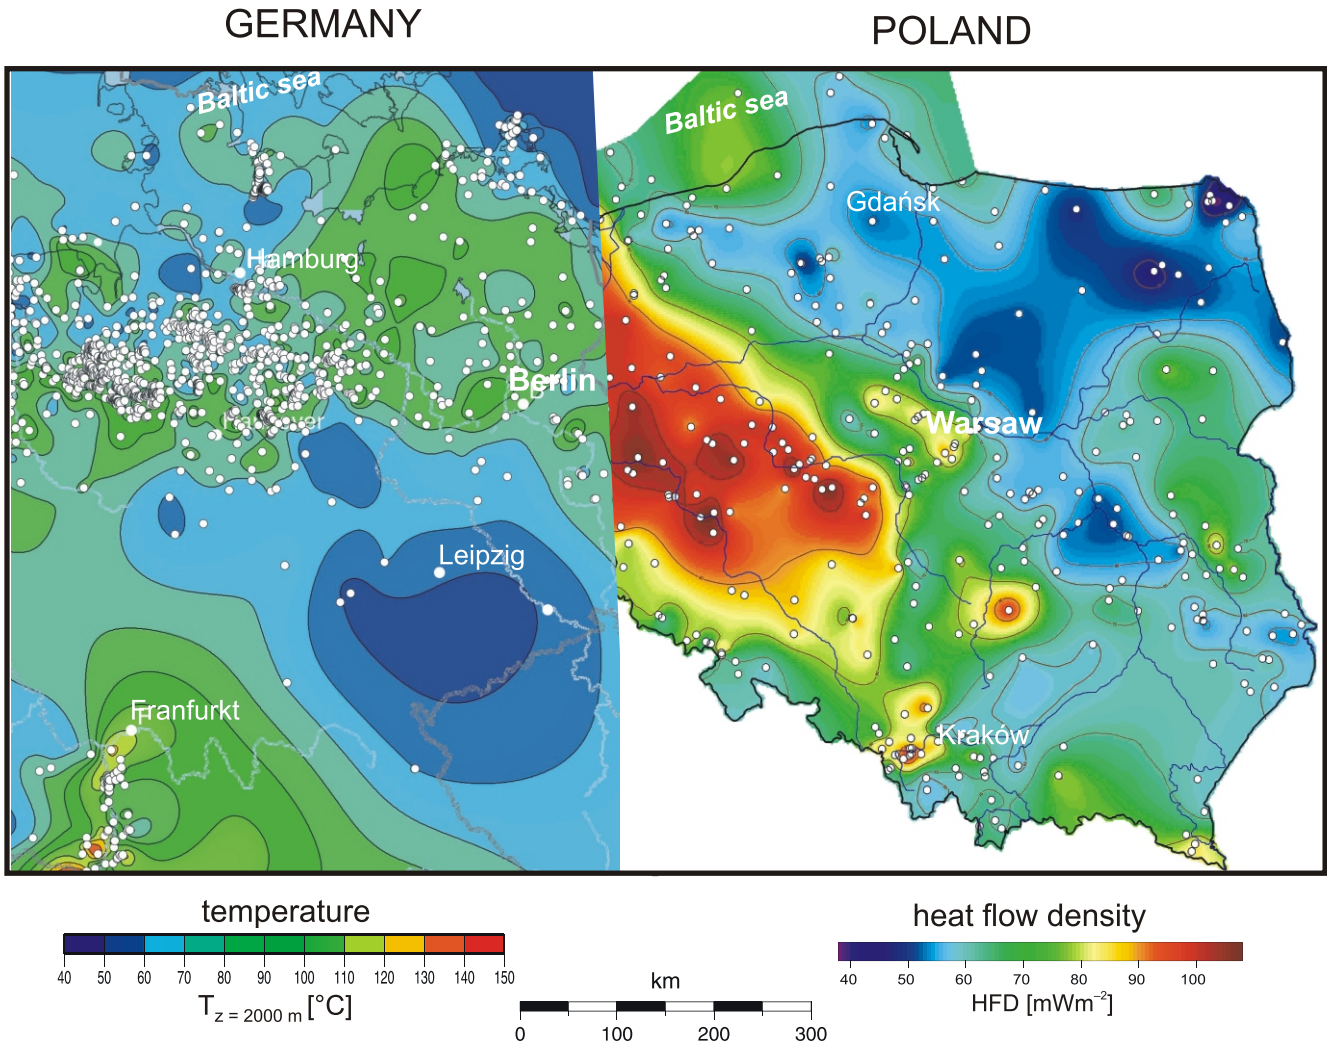 GERMANY
POLAND
Baltic sea
Baltic sea
Gdańsk
Hamburg
Berlin
Warsaw
Leipzig
Franfurkt
Kraków
temperature
40 50 60 70 80 90 100 110 120 130 140 150
T z = 2000 m [°C]
km
0 100 200 300
heat flow density
40 50 60 70 80 90 100
HFD [mWm⁻²]